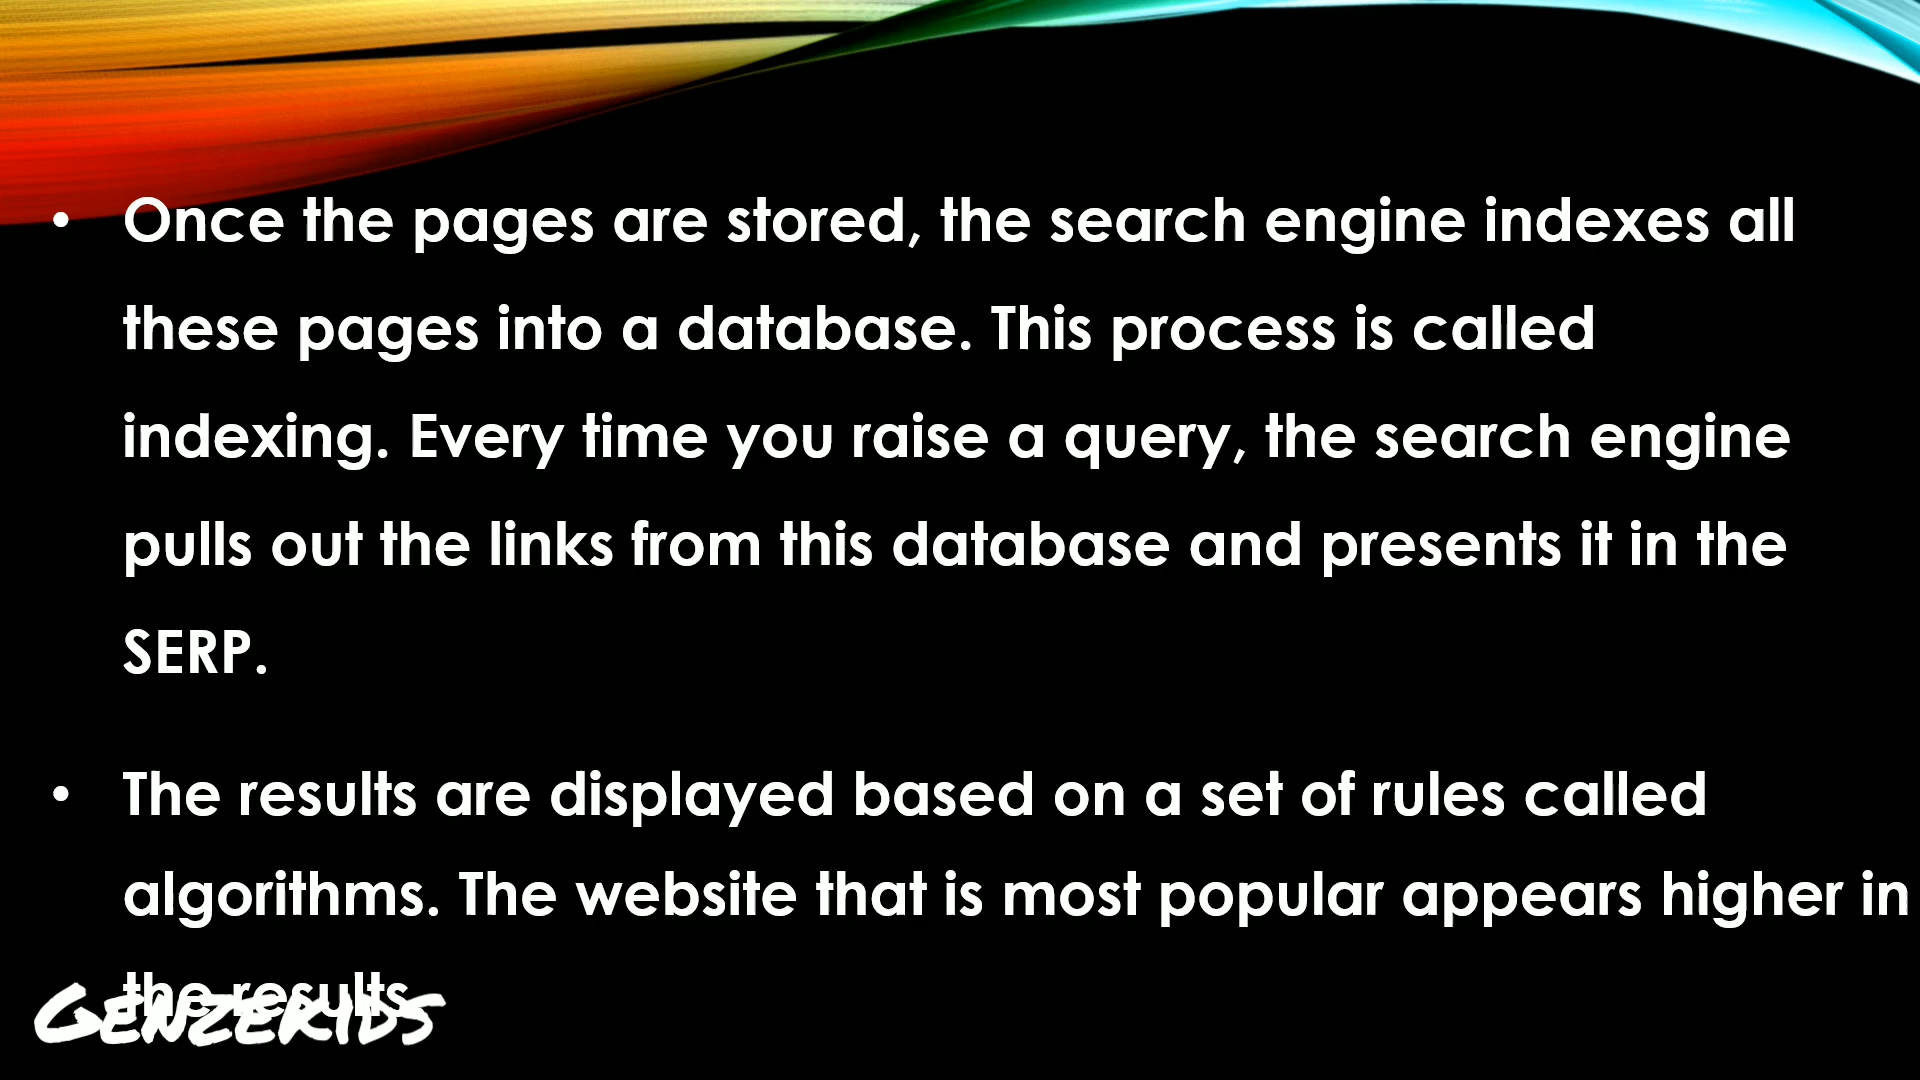 • Once the pages are stored, the search engine indexes all
these pages into a database. This process is called
indexing. Every time you raise a query, the search engine
pulls out the links from this database and presents it in the
SERP.
• The results are displayed based on a set of rules called
algorithms. The website that is most popular appears higher in
the results
GENZEKIDS